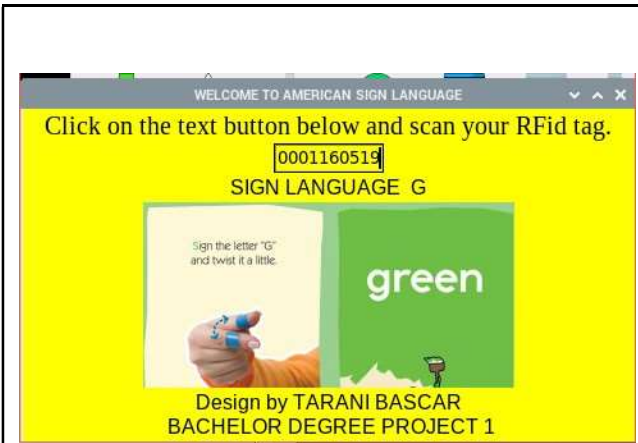 WELCOME TO AMERICAN SIGN LANGUAGE
Click on the text button below and scan your RFid tag.
0001160519
SIGN LANGUAGE G
Sign the letter "G"
and twist it a little.
green
Design by TARANI BASCAR
BACHELOR DEGREE PROJECT 1